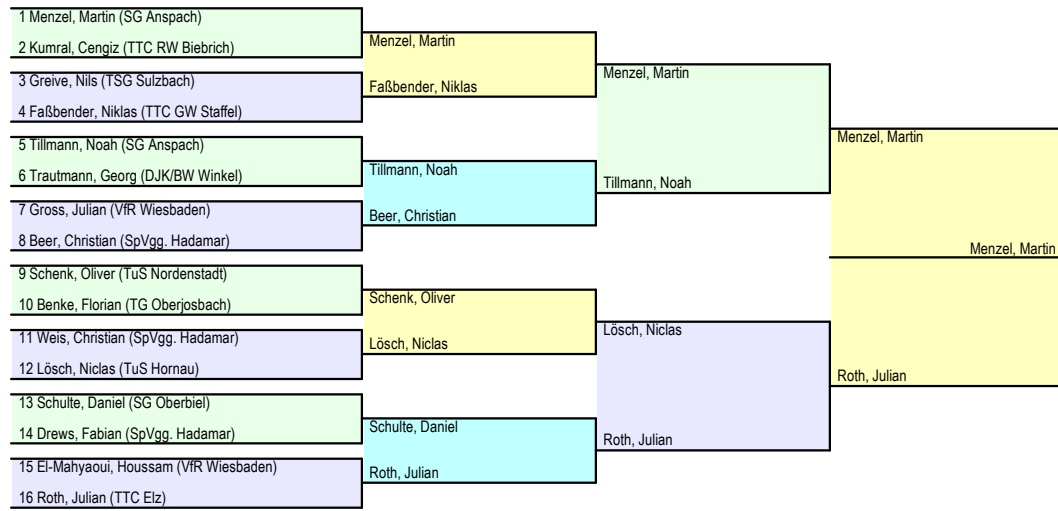 1 Menzel, Martin (SG Anspach)
2 Kumral, Cengiz (TTC RW Biebrich)
3 Greive, Nils (TSG Sulzbach)
4 Faßbender, Niklas (TTC GW Staffel)
5 Tillmann, Noah (SG Anspach)
6 Trautmann, Georg (DJK/BW Winkel)
7 Gross, Julian (VfR Wiesbaden)
8 Beer, Christian (SpVgg. Hadamar)
9 Schenk, Oliver (TuS Nordenstadt)
10 Benke, Florian (TG Oberjosbach)
11 Weis, Christian (SpVgg. Hadamar)
12 Lösch, Niclas (TuS Hornau)
13 Schulte, Daniel (SG Oberbiel)
14 Drews, Fabian (SpVgg. Hadamar)
15 El-Mahyaoui, Houssam (VfR Wiesbaden)
16 Roth, Julian (TTC Elz)
Menzel, Martin
Faßbender, Niklas
Tillmann, Noah
Beer, Christian
Schenk, Oliver
Lösch, Niclas
Schulte, Daniel
Roth, Julian
Menzel, Martin
Tillmann, Noah
Lösch, Niclas
Roth, Julian
Menzel, Martin
Roth, Julian
Menzel, Martin